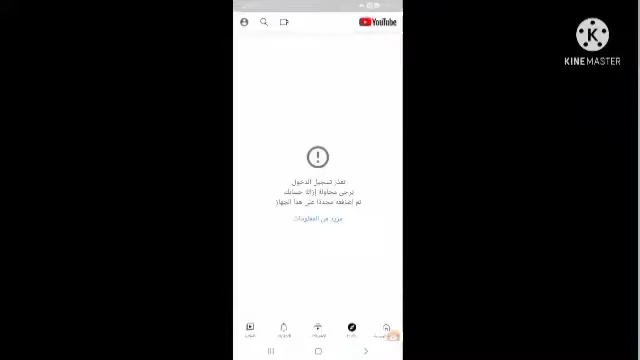 YouTube
KINEMASTER
تعذر تسجيل الدخول
يرجى محاولة إزالة حسابك
ثم إضافته مجددًا على هذا الجهاز
مزيد من المعلومات